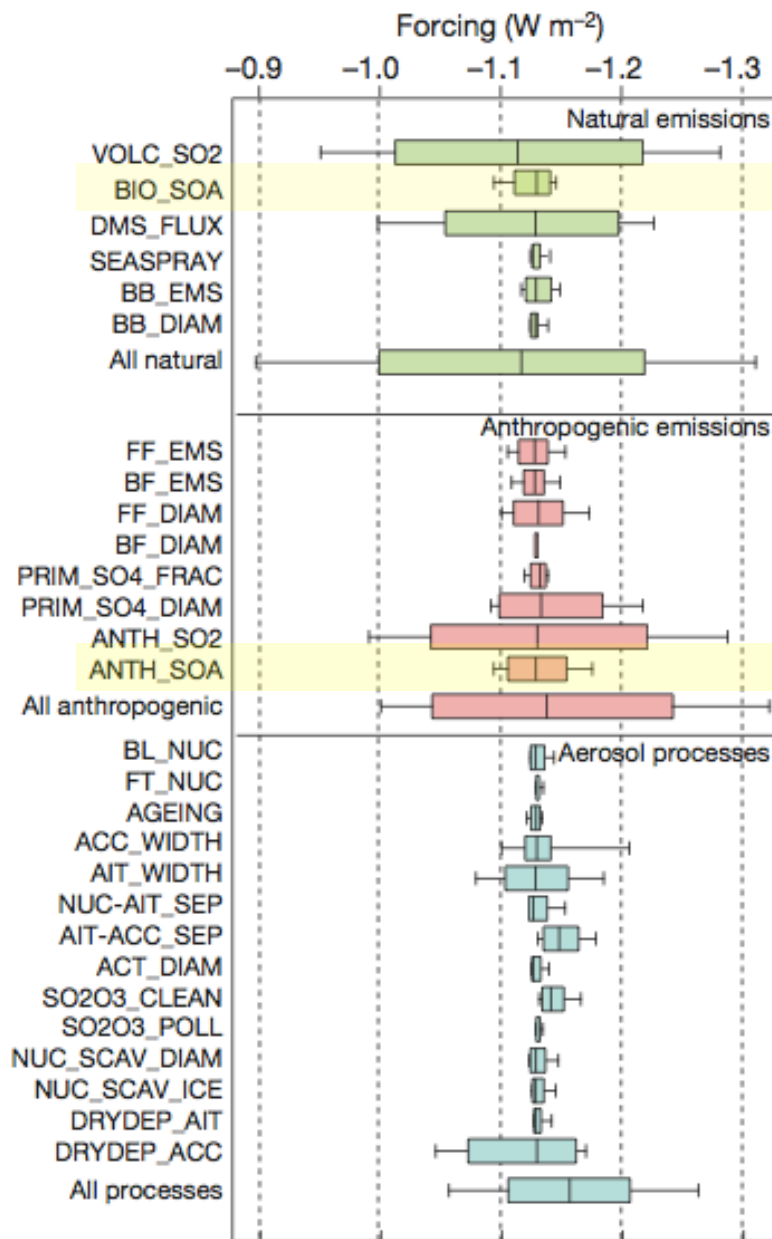 Forcing (W m⁻²)
−0.9 −1.0 −1.1 −1.2 −1.3
Natural emissions
VOLC_SO2
BIO_SOA
DMS_FLUX
SEASPRAY
BB_EMS
BB_DIAM
All natural
Anthropogenic emissions
FF_EMS
BF_EMS
FF_DIAM
BF_DIAM
PRIM_SO4_FRAC
PRIM_SO4_DIAM
ANTH_SO2
ANTH_SOA
All anthropogenic
Aerosol processes
BL_NUC
FT_NUC
AGEING
ACC_WIDTH
AIT_WIDTH
NUC-AIT_SEP
AIT-ACC_SEP
ACT_DIAM
SO2O3_CLEAN
SO2O3_POLL
NUC_SCAV_DIAM
NUC_SCAV_ICE
DRYDEP_AIT
DRYDEP_ACC
All processes